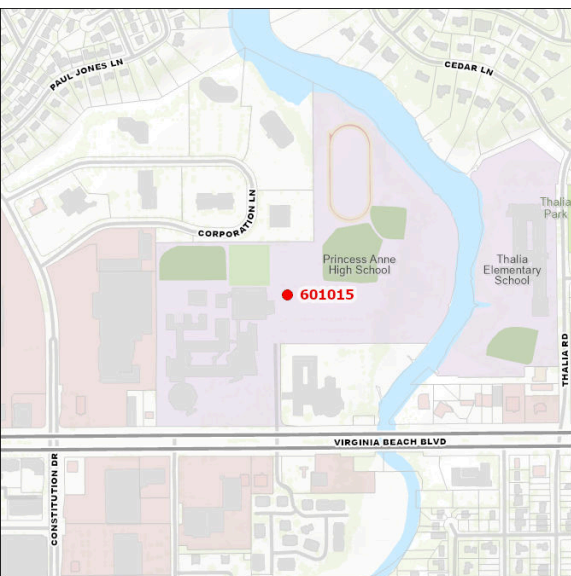 PAUL JONES LN
CEDAR LN
CORPORATION LN
Thalia
Park
Princess Anne
High School
Thalia
Elementary
School
601015
THALIA RD
VIRGINIA BEACH BLVD
CONSTITUTION DR